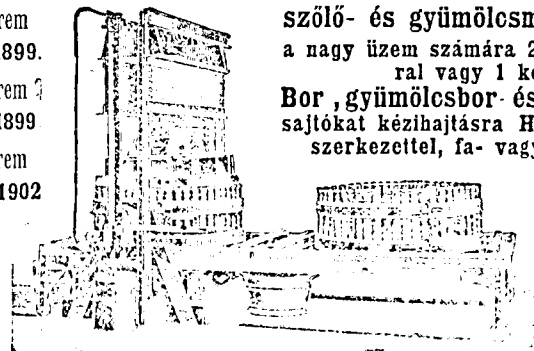 rem
1899.
rem
1899
rem
1902
szőlő- és gyümölcsm
a nagy üzem számára 2
ral vagy 1 k
Bor, gyümölcsbor- és
sajtókat kézihajtásra H
szerkezettel, fa- vagy